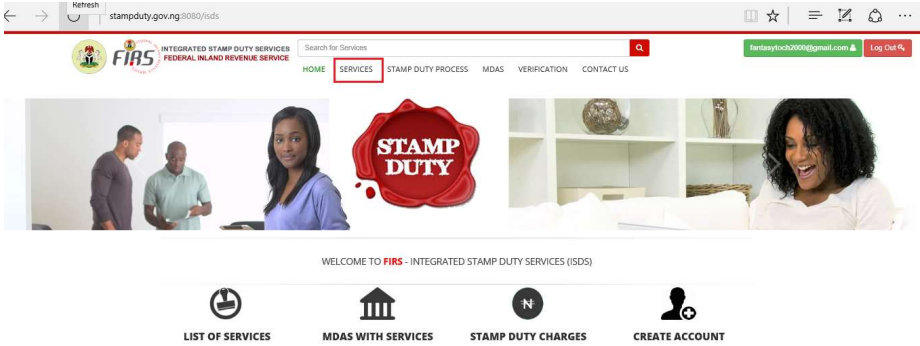 Refresh
stampduty.gov.ng:8080/isds
INTEGRATED STAMP DUTY SERVICES
FEDERAL INLAND REVENUE SERVICE
FIRS
Search for Services
fantasytoch2000@gmail.com
Log Out
HOME SERVICES STAMP DUTY PROCESS MDAS VERIFICATION CONTACT US
STAMP
DUTY
WELCOME TO FIRS - INTEGRATED STAMP DUTY SERVICES (ISDS)
LIST OF SERVICES MDAS WITH SERVICES STAMP DUTY CHARGES CREATE ACCOUNT